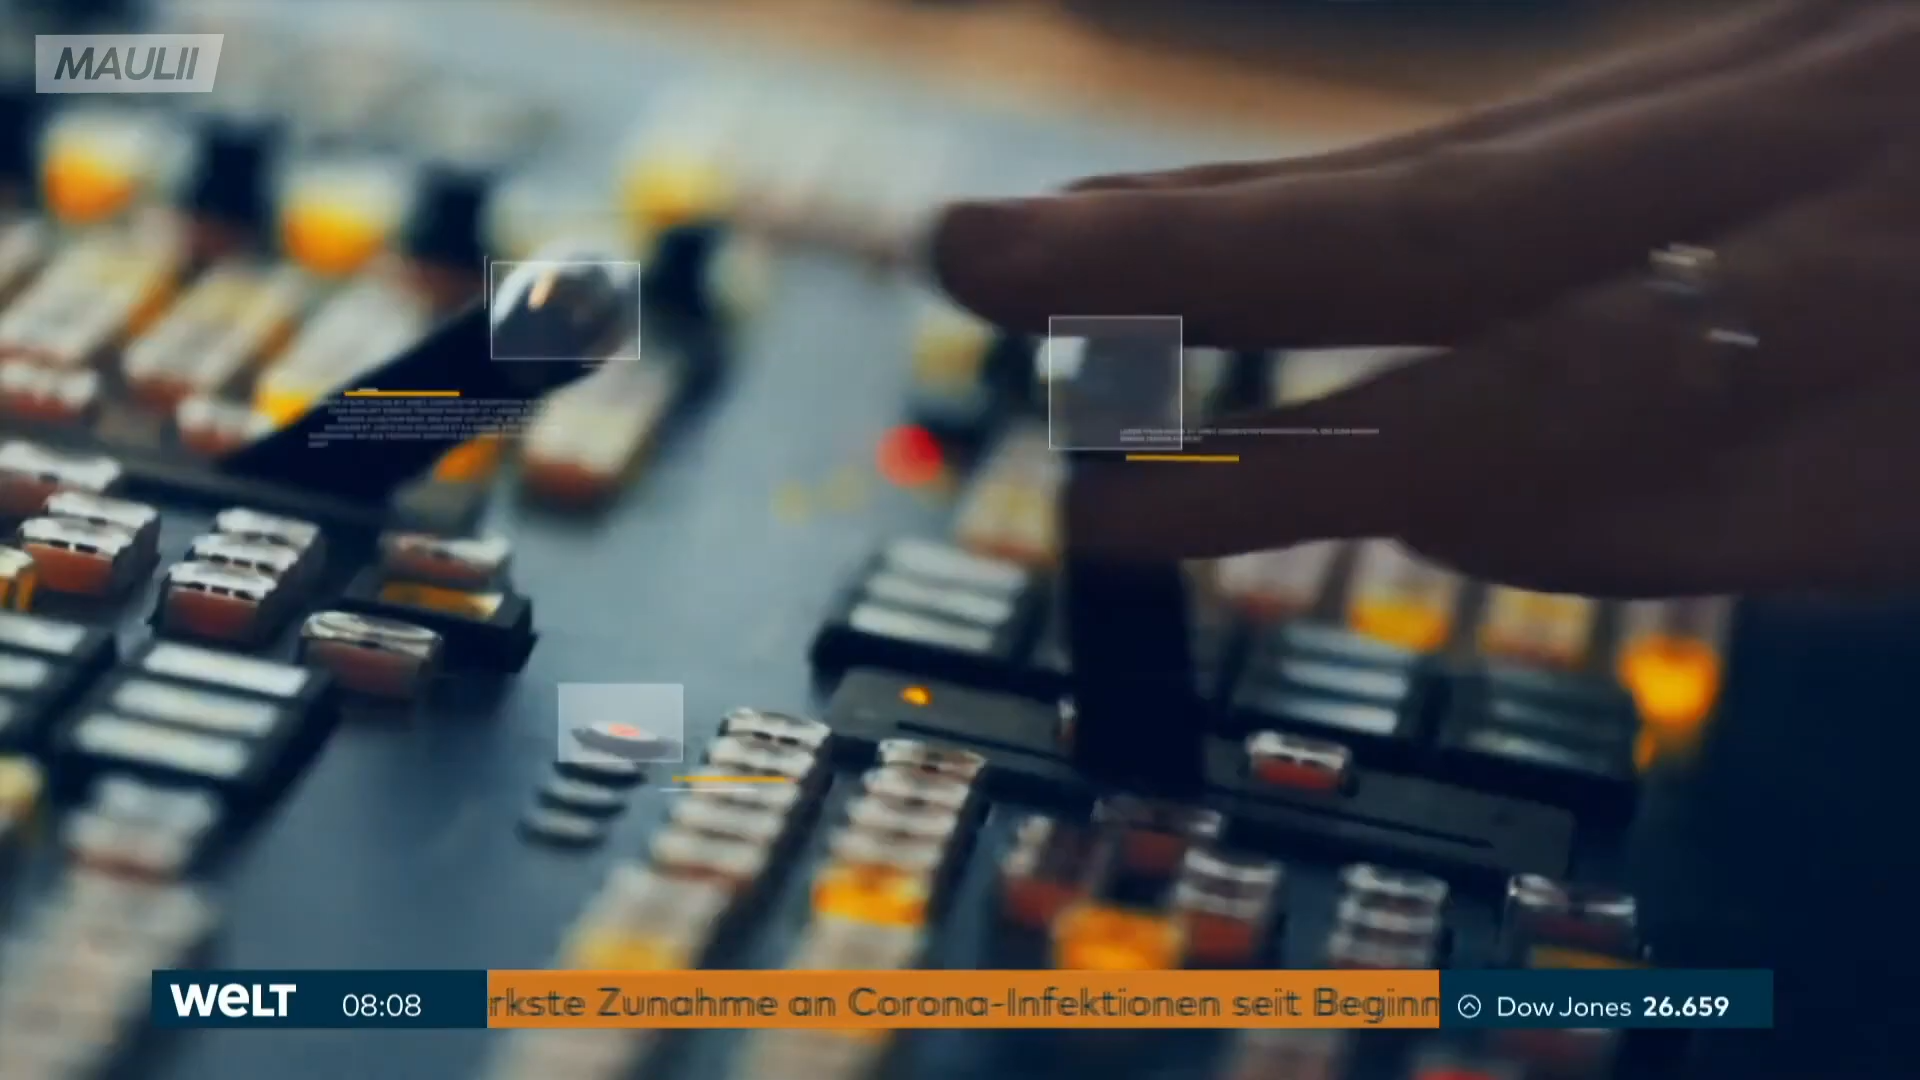 MAULII
WELT
08:08
rkste Zunahme an Corona-Infektionen seit Beginn
Dow Jones 26.659